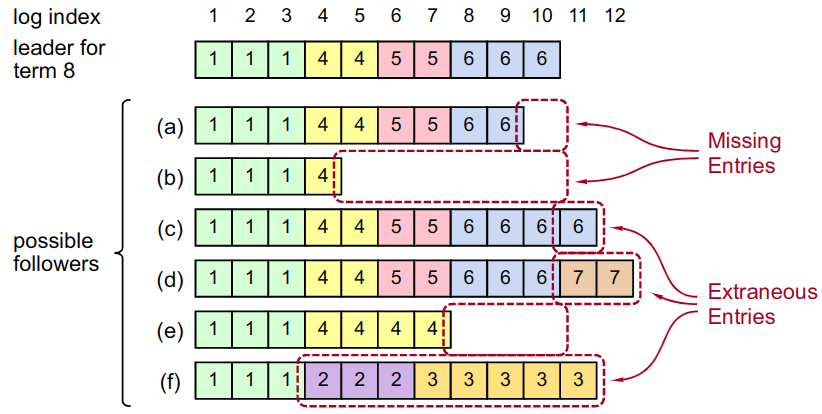 log index 1 2 3 4 5 6 7 8 9 10 11 12
leader for
term 8
1 1 1 4 4 5 5 6 6 6
possible
followers
(a) 1 1 1 4 4 5 5 6 6
(b) 1 1 1 4
(c) 1 1 1 4 4 5 5 6 6 6 6
(d) 1 1 1 4 4 5 5 6 6 6 7 7
(e) 1 1 1 4 4 4 4
(f) 1 1 1 2 2 2 3 3 3 3 3
Missing
Entries
Extraneous
Entries